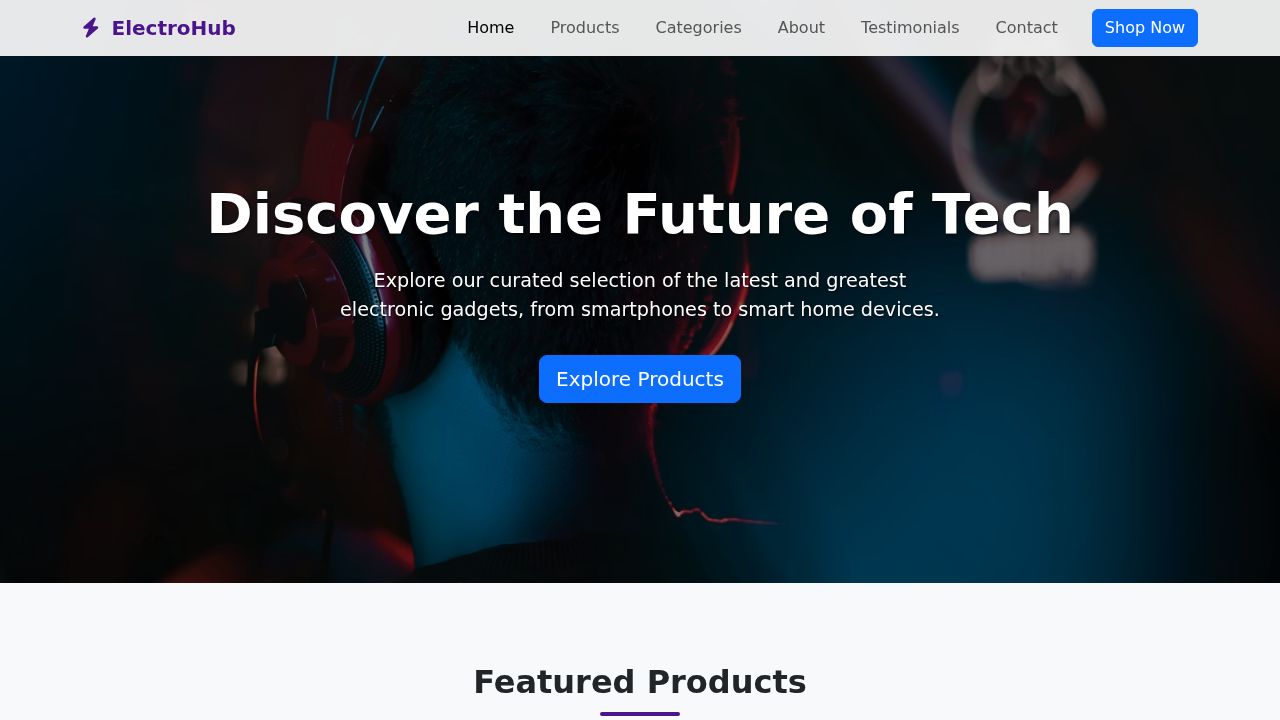 ElectroHub
Home
Products
Categories
About
Testimonials
Contact
Shop Now
Discover the Future of Tech
Explore our curated selection of the latest and greatest
electronic gadgets, from smartphones to smart home devices.
Explore Products
Featured Products